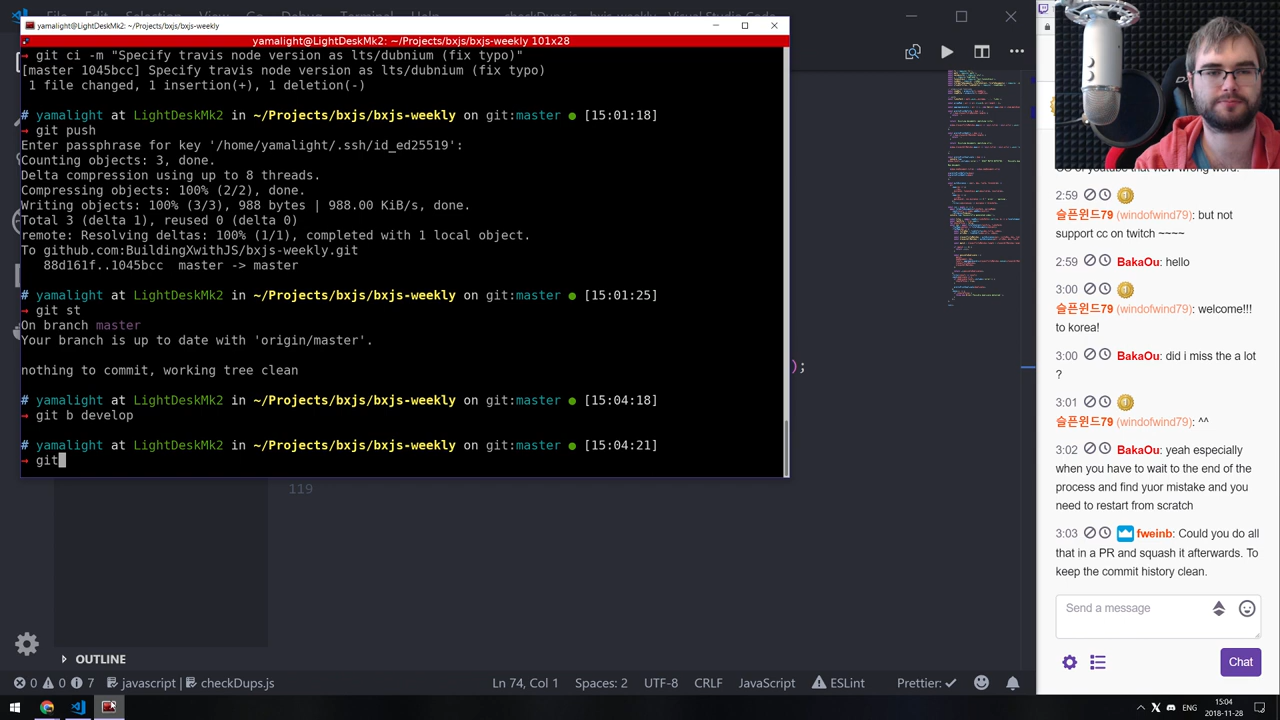 yamalight@LightDeskMk2: ~/Projects/bxjs/bxjs-weekly
yamalight@LightDeskMk2: ~/Projects/bxjs/bxjs-weekly 101x28
→ git ci -m "Specify travis node version as lts/dubnium (fix typo)"
[master 1045bcc] Specify travis node version as lts/dubnium (fix typo)
1 file changed, 1 insertion(+), 1 deletion(-)
# yamalight at LightDeskMk2 in ~/Projects/bxjs/bxjs-weekly on git:master ● [15:01:18]
→ git push
Enter passphrase for key '/home/yamalight/.ssh/id_ed25519':
Counting objects: 3, done.
Delta compression using up to 8 threads.
Compressing objects: 100% (2/2), done.
Writing objects: 100% (3/3), 988 bytes | 988.00 KiB/s, done.
Total 3 (delta 1), reused 0 (delta 0)
remote: Resolving deltas: 100% (1/1), completed with 1 local object.
To github.com:BuildingXwithJS/bxjs-weekly.git
88d161f..1045bcc  master -> master
# yamalight at LightDeskMk2 in ~/Projects/bxjs/bxjs-weekly on git:master ● [15:01:25]
→ git st
On branch master
Your branch is up to date with 'origin/master'.
nothing to commit, working tree clean
# yamalight at LightDeskMk2 in ~/Projects/bxjs/bxjs-weekly on git:master ● [15:04:18]
→ git b develop
# yamalight at LightDeskMk2 in ~/Projects/bxjs/bxjs-weekly on git:master ● [15:04:21]
→ git
);
119
OUTLINE
0 0 7 javascript checkDups.js Ln 74, Col 1 Spaces: 2 UTF-8 CRLF JavaScript ESLint Prettier: ✓
2:59
슬픈윈드79 (windofwind79): but not
support cc on twitch ~~~~
2:59 BakaOu: hello
3:00
슬픈윈드79 (windofwind79): welcome!!!
to korea!
3:00 BakaOu: did i miss the a lot
?
3:01
슬픈윈드79 (windofwind79): ^^
3:02 BakaOu: yeah especially
when you have to wait to the end of the
process and find yuor mistake and you
need to restart from scratch
3:03 fweinb: Could you do all
that in a PR and squash it afterwards. To
keep the commit history clean.
Send a message
Chat
ENG
15:04
2018-11-28